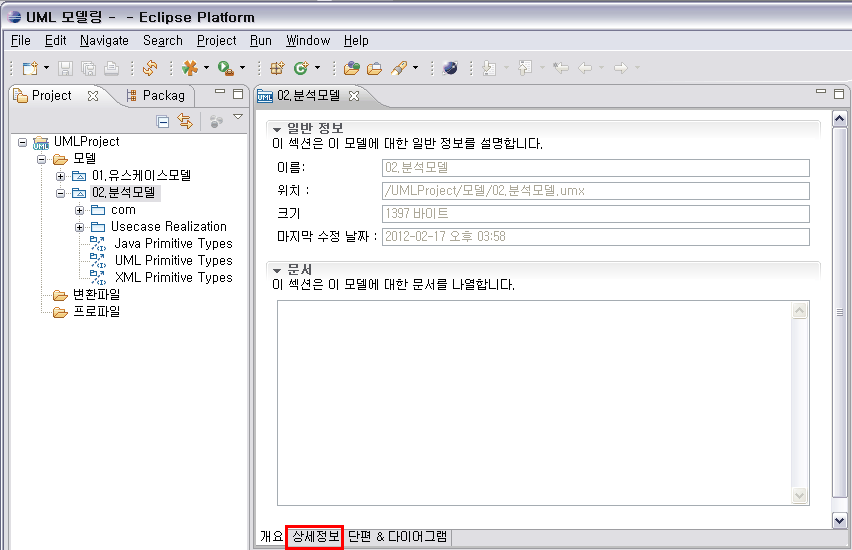 UML 모델링 - - Eclipse Platform
File Edit Navigate Search Project Run Window Help
Project Packag
UMLProject
모델
01.유스케이스모델
02.분석모델
com
Usecase Realization
Java Primitive Types
UML Primitive Types
XML Primitive Types
변환파일
프로파일
UML 02.분석모델
일반 정보
이 섹션은 이 모델에 대한 일반 정보를 설명합니다.
이름: 02.분석모델
위치 : /UMLProject/모델/02.분석모델.umx
크기 1397 바이트
마지막 수정 날짜 : 2012-02-17 오후 03:58
문서
이 섹션은 이 모델에 대한 문서를 나열합니다.
개요 상세정보 단편 & 다이어그램